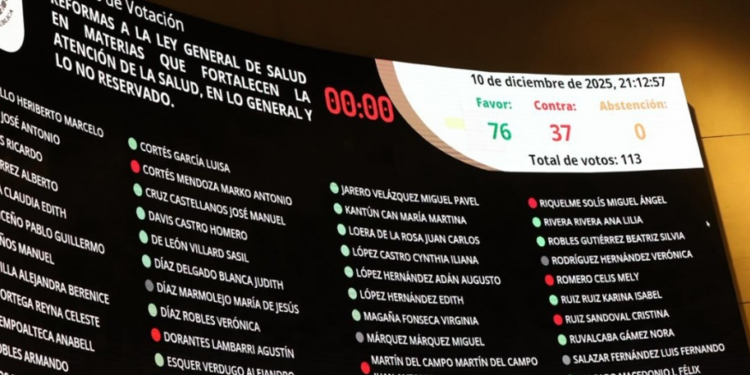 de Votación
REFORMAS A LA LEY GENERAL DE SALUD
EN MATERIAS QUE FORTALECEN LA
ATENCIÓN DE LA SALUD, EN LO GENERAL Y
LO NO RESERVADO.
00:00
10 de diciembre de 2025, 21:12:57
Favor: Contra: Abstención:
76 37 0
Total de votos: 113
HERIBERTO MARCELO
JOSÉ ANTONIO
RICARDO
ALBERTO
CLAUDIA EDITH
PABLO GUILLERMO
MANUEL
ALEJANDRA BERENICE
ORTEGA REYNA CELESTE
ANABELL
ARMANDO
CORTÉS GARCÍA LUISA
CORTÉS MENDOZA MARKO ANTONIO
CRUZ CASTELLANOS JOSÉ MANUEL
DAVIS CASTRO HOMERO
DE LEÓN VILLARD SASIL
DÍAZ DELGADO BLANCA JUDITH
DÍAZ MARMOLEJO MARÍA DE JESÚS
DÍAZ ROBLES VERÓNICA
DORANTES LAMBARRI AGUSTÍN
ESQUER VERDUGO ALEJANDRO
JARERO VELÁZQUEZ MIGUEL PAVEL
KANTÚN CAN MARÍA MARTINA
LOERA DE LA ROSA JUAN CARLOS
LÓPEZ CASTRO CYNTHIA ILIANA
LÓPEZ HERNÁNDEZ ADÁN AUGUSTO
LÓPEZ HERNÁNDEZ EDITH
MAGAÑA FONSECA VIRGINIA
MÁRQUEZ MÁRQUEZ MIGUEL
MARTÍN DEL CAMPO MARTÍN DEL CAMPO
RIQUELME SOLÍS MIGUEL ÁNGEL
RIVERA RIVERA ANA LILIA
ROBLES GUTIÉRREZ BEATRIZ SILVIA
RODRÍGUEZ HERNÁNDEZ VERÓNICA
ROMERO CELIS MELY
RUIZ RUIZ KARINA ISABEL
RUIZ SANDOVAL CRISTINA
RUVALCABA GÁMEZ NORA
SALAZAR FERNÁNDEZ LUIS FERNANDO
MACEDONIO J. FÉLIX